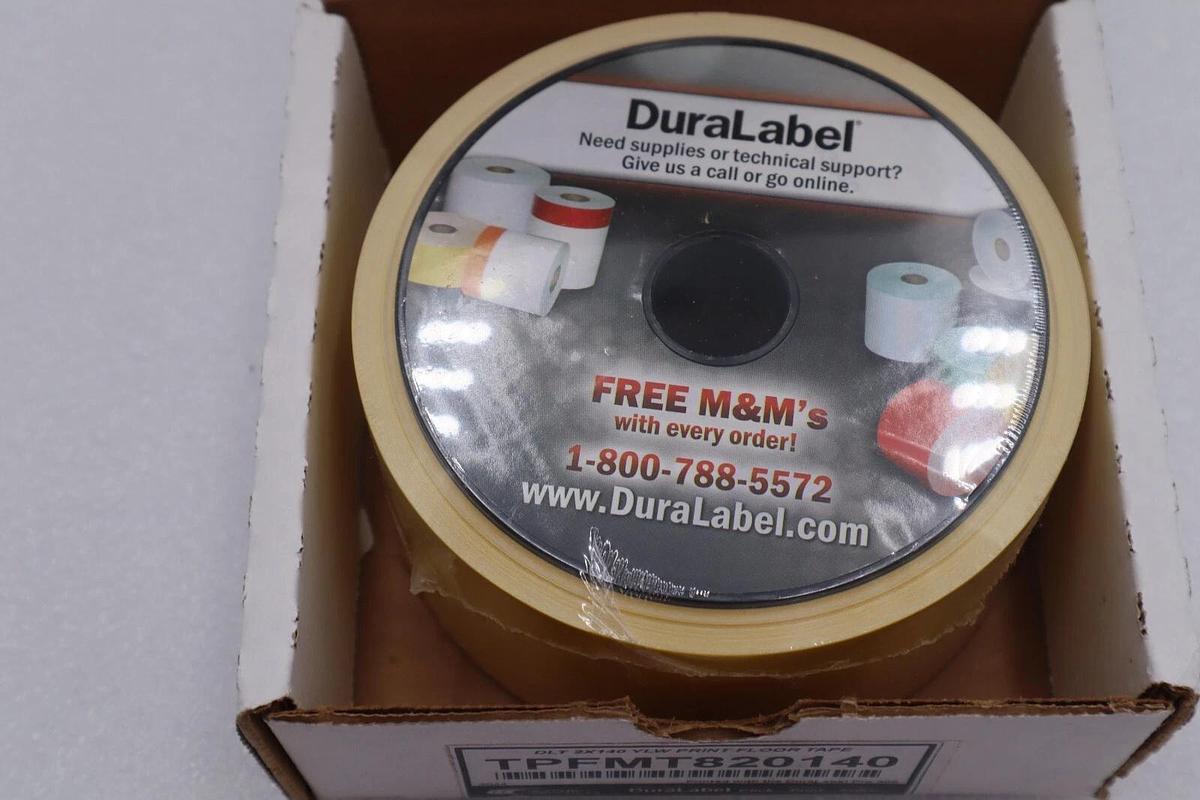 DuraLabel®
Need supplies or technical support?
Give us a call or go online.
FREE M&M's
with every order!
1-800-788-5572
www.DuraLabel.com
DLT 2X140 YLW PRINT FLOOR TAPE
TPFMT820140
DuraLabel